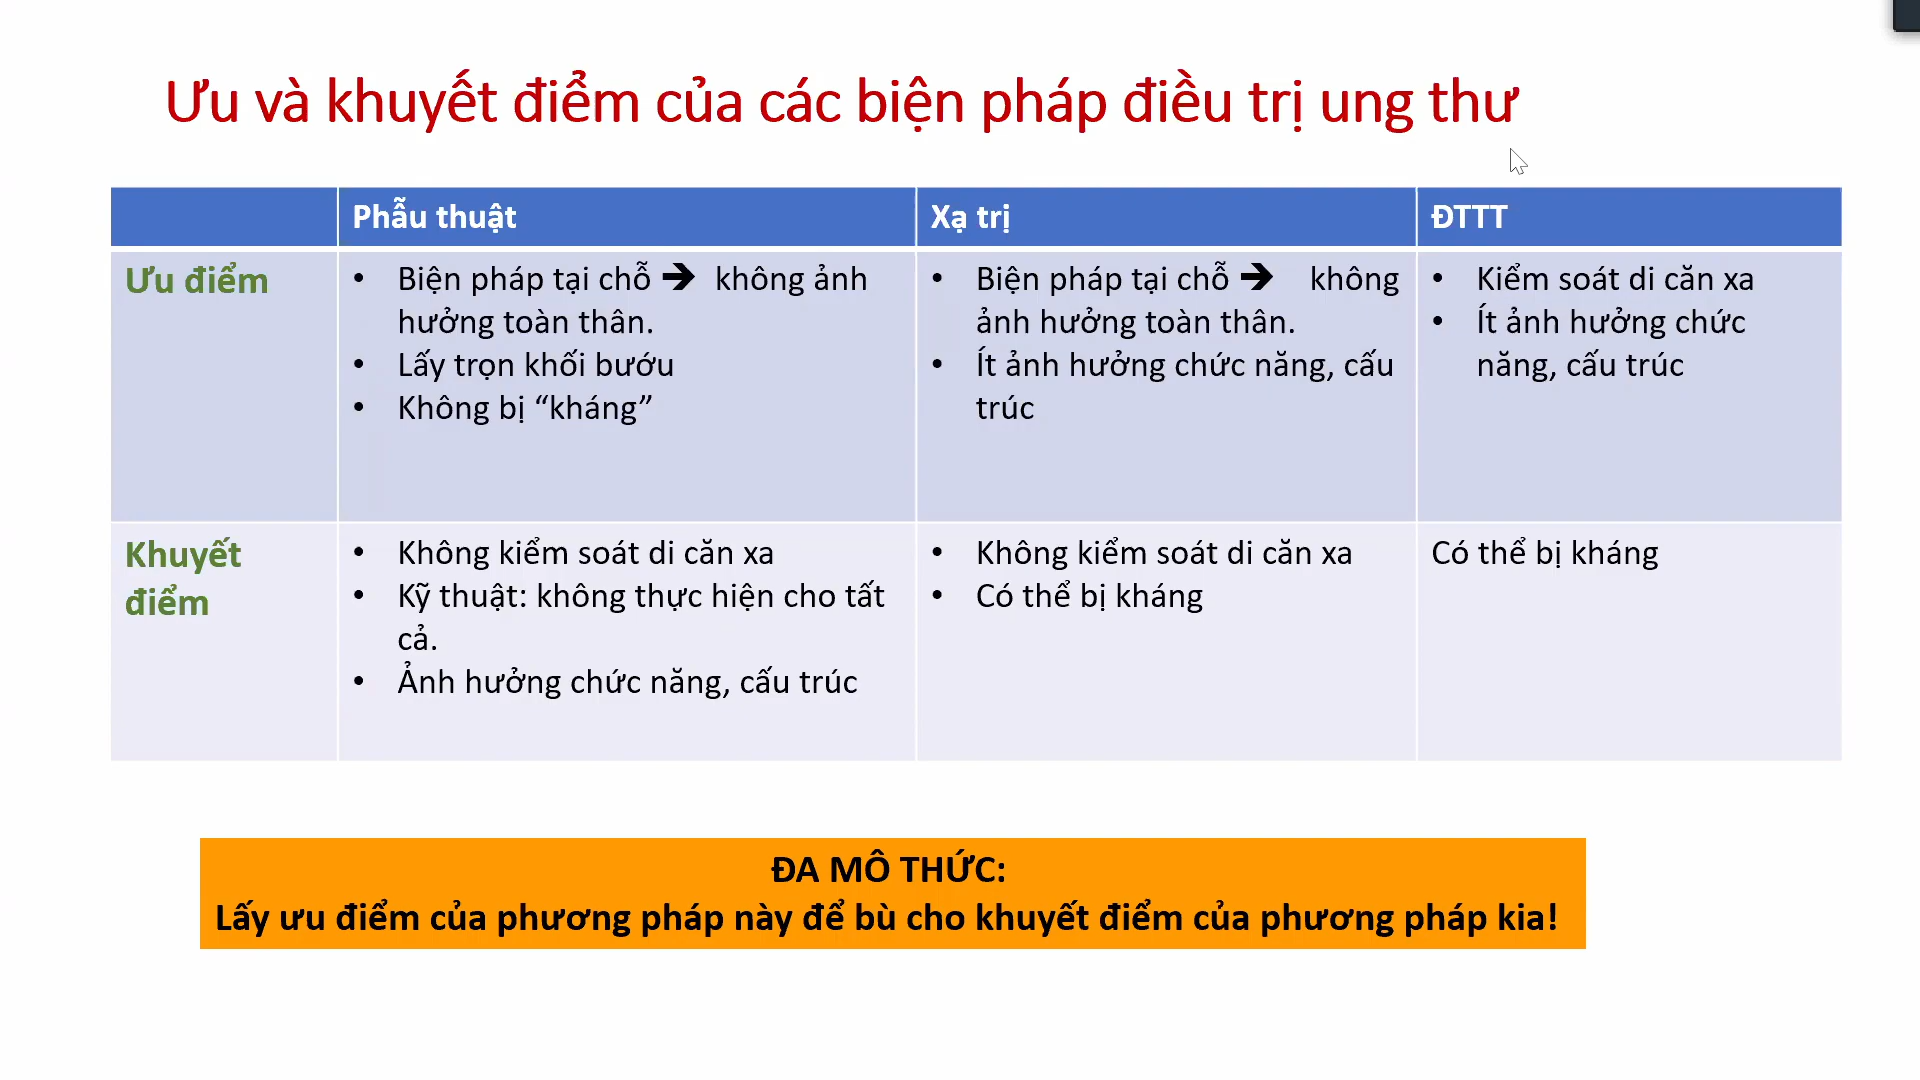 Ưu và khuyết điểm của các biện pháp điều trị ung thư
Phẫu thuật
Xạ trị
ĐTTT
Ưu điểm
• Biện pháp tại chỗ ➔ không ảnh
hưởng toàn thân.
• Lấy trọn khối bướu
• Không bị “kháng”
• Biện pháp tại chỗ ➔ không
ảnh hưởng toàn thân.
• Ít ảnh hưởng chức năng, cấu
trúc
• Kiểm soát di căn xa
• Ít ảnh hưởng chức
năng, cấu trúc
Khuyết
điểm
• Không kiểm soát di căn xa
• Kỹ thuật: không thực hiện cho tất
cả.
• Ảnh hưởng chức năng, cấu trúc
• Không kiểm soát di căn xa
• Có thể bị kháng
Có thể bị kháng
ĐA MÔ THỨC:
Lấy ưu điểm của phương pháp này để bù cho khuyết điểm của phương pháp kia!